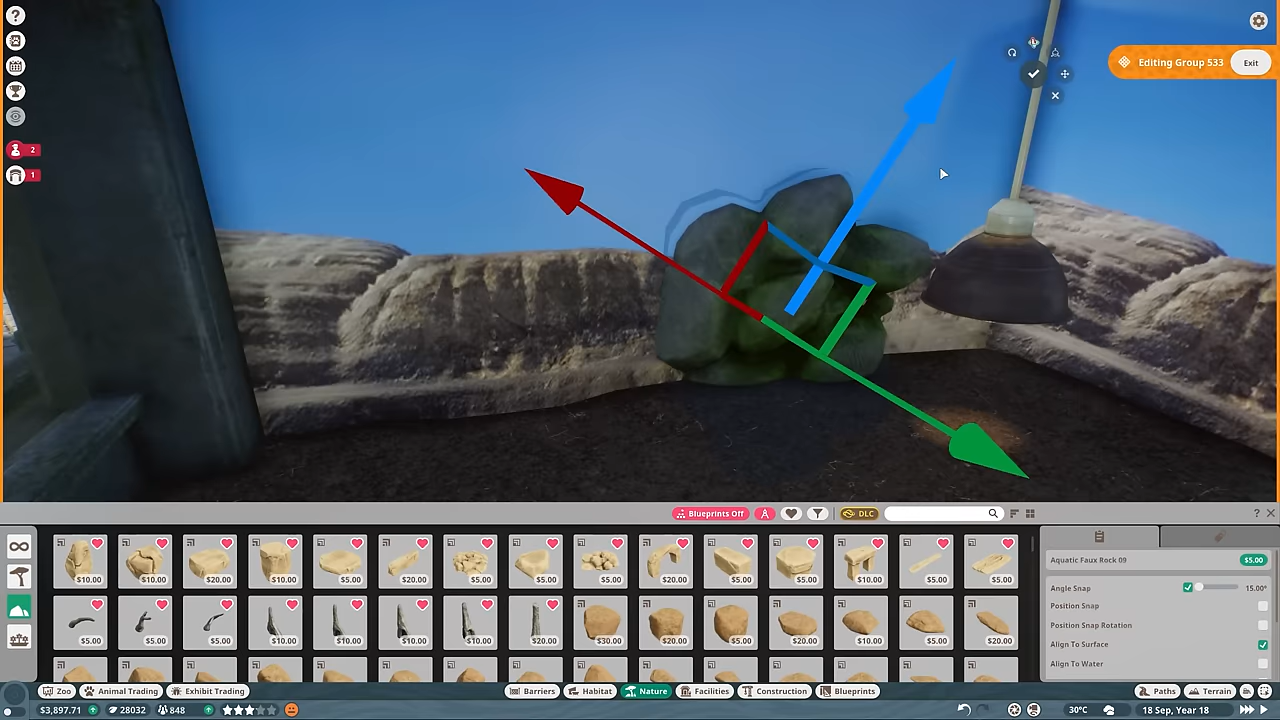 ?
Editing Group 533
Exit
2
1
Blueprints Off
DLC
? ×
$10.00 $10.00 $20.00 $10.00 $5.00 $20.00 $5.00 $5.00 $5.00 $20.00 $5.00 $5.00 $10.00 $5.00 $5.00
$5.00 $5.00 $5.00 $10.00 $10.00 $10.00 $10.00 $20.00 $30.00 $20.00 $5.00 $20.00 $10.00 $5.00 $20.00
Aquatic Faux Rock 09 $5.00
Angle Snap 15.00°
Position Snap
Position Snap Rotation
Align To Surface
Align To Water
Zoo Animal Trading Exhibit Trading Barriers Habitat Nature Facilities Construction Blueprints Paths Terrain
$3,897.71 28032 848 30°C 18 Sep, Year 18